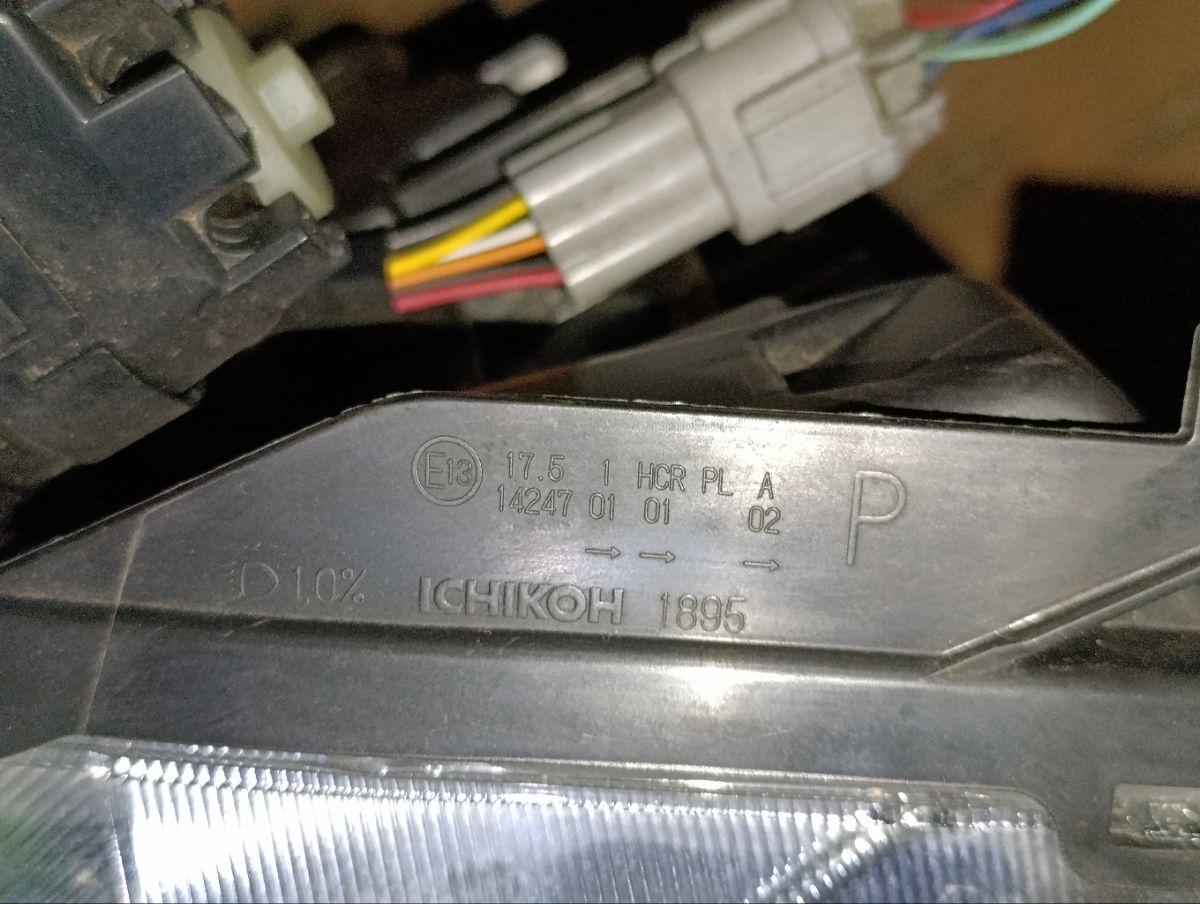 E13 17.5 1 HCR PL A
14247 01 01 02
→ → →
P
1,0%
ICHIKOH 1895